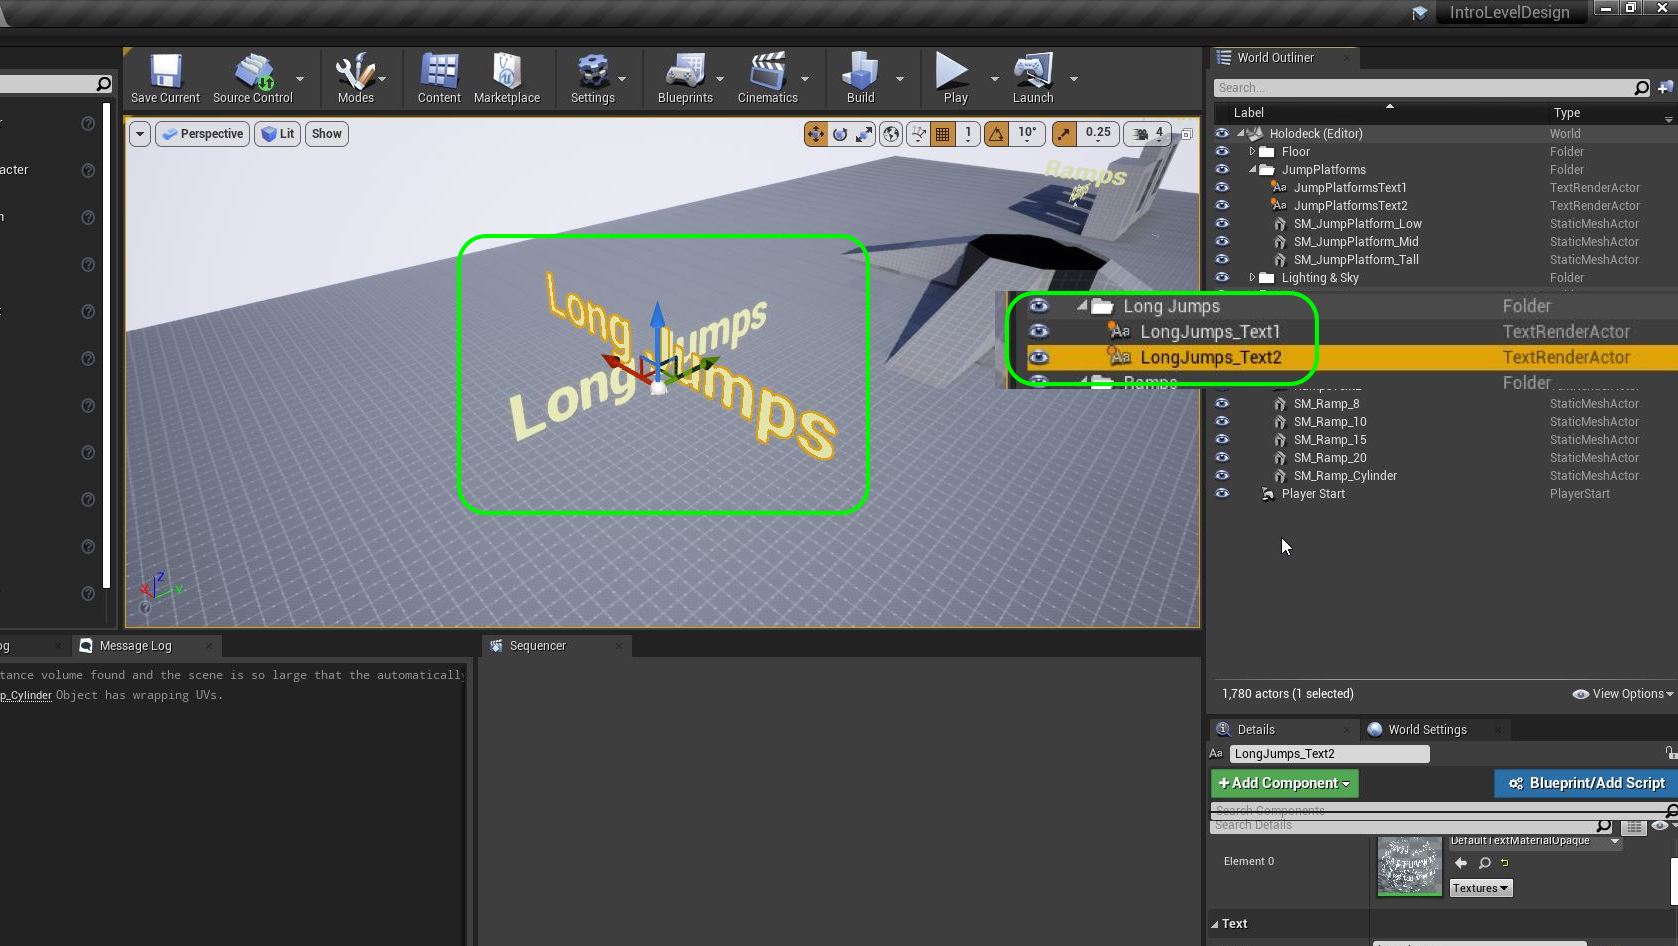 IntroLevelDesign
Save Current
Source Control
Modes
Content
Marketplace
Settings
Blueprints
Cinematics
Build
Play
Launch
Perspective
Lit
Show
1
10°
0.25
4
acter
Ramps
Long Jumps
Long Jumps
World Outliner
Search...
Label Type
Holodeck (Editor) World
Floor Folder
JumpPlatforms Folder
JumpPlatformsText1 TextRenderActor
JumpPlatformsText2 TextRenderActor
SM_JumpPlatform_Low StaticMeshActor
SM_JumpPlatform_Mid StaticMeshActor
SM_JumpPlatform_Tall StaticMeshActor
Lighting & Sky Folder
Long Jumps Folder
LongJumps_Text1 TextRenderActor
LongJumps_Text2 TextRenderActor
Ramps Folder
SM_Ramp_8 StaticMeshActor
SM_Ramp_10 StaticMeshActor
SM_Ramp_15 StaticMeshActor
SM_Ramp_20 StaticMeshActor
SM_Ramp_Cylinder StaticMeshActor
Player Start PlayerStart
X Y Z
og
Message Log
tance volume found and the scene is so large that the automatically
p_Cylinder Object has wrapping UVs.
Sequencer
1,780 actors (1 selected)
View Options
Details
World Settings
Aa LongJumps_Text2
+ Add Component
Blueprint/Add Script
Search Components
Search Details
Element 0
DefaultTextMaterialOpaque
Textures
Text